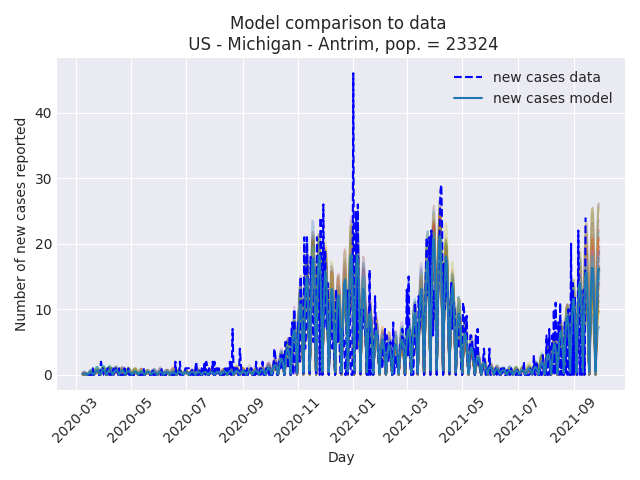 Model comparison to data
US - Michigan - Antrim, pop. = 23324
new cases data
new cases model
Number of new cases reported
40
30
20
10
0
2020-03
2020-05
2020-07
2020-09
2020-11
2021-01
2021-03
2021-05
2021-07
2021-09
Day